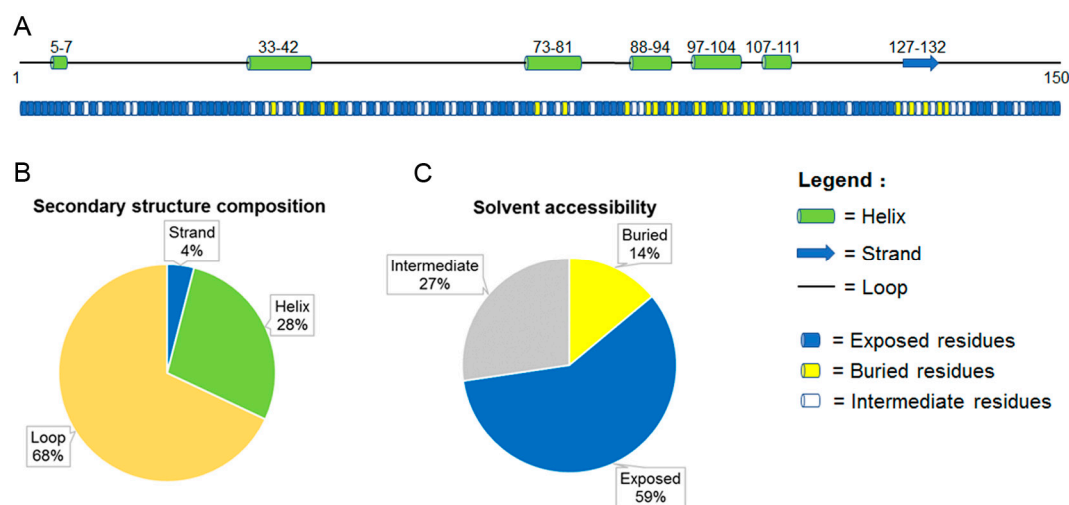 A
5-7
33-42
73-81
88-94
97-104
107-111
127-132
1
150
B
C
Secondary structure composition
Strand
4%
Helix
28%
Loop
68%
Solvent accessibility
Buried
14%
Intermediate
27%
Exposed
59%
Legend :
= Helix
= Strand
= Loop
= Exposed residues
= Buried residues
= Intermediate residues